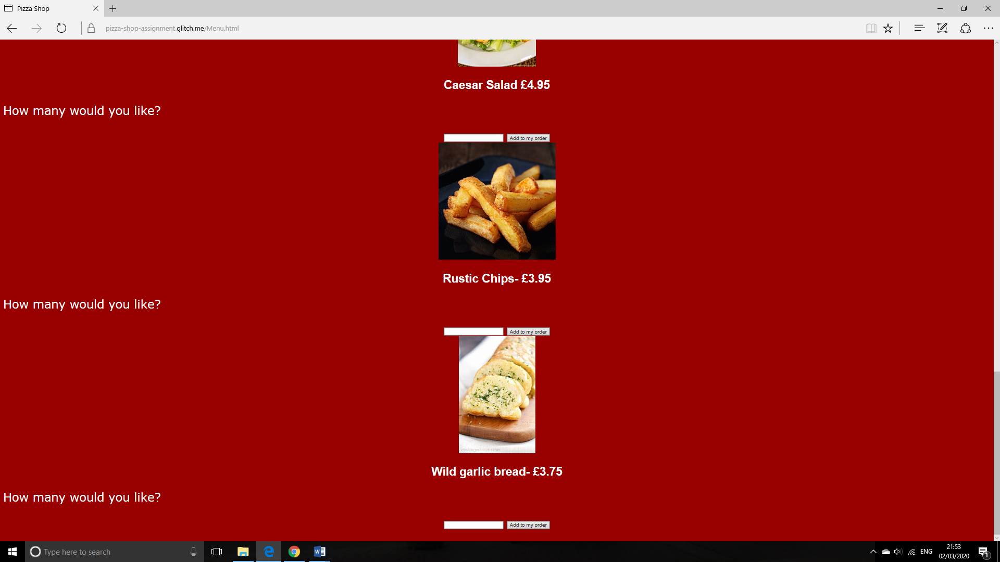 Pizza Shop
pizza-shop-assignment.glitch.me/Menu.html
Caesar Salad £4.95
How many would you like?
Add to my order
Rustic Chips- £3.95
How many would you like?
Add to my order
cookingwithcurls.com
Wild garlic bread- £3.75
How many would you like?
Add to my order
Type here to search
ENG
21:53
02/03/2020
1